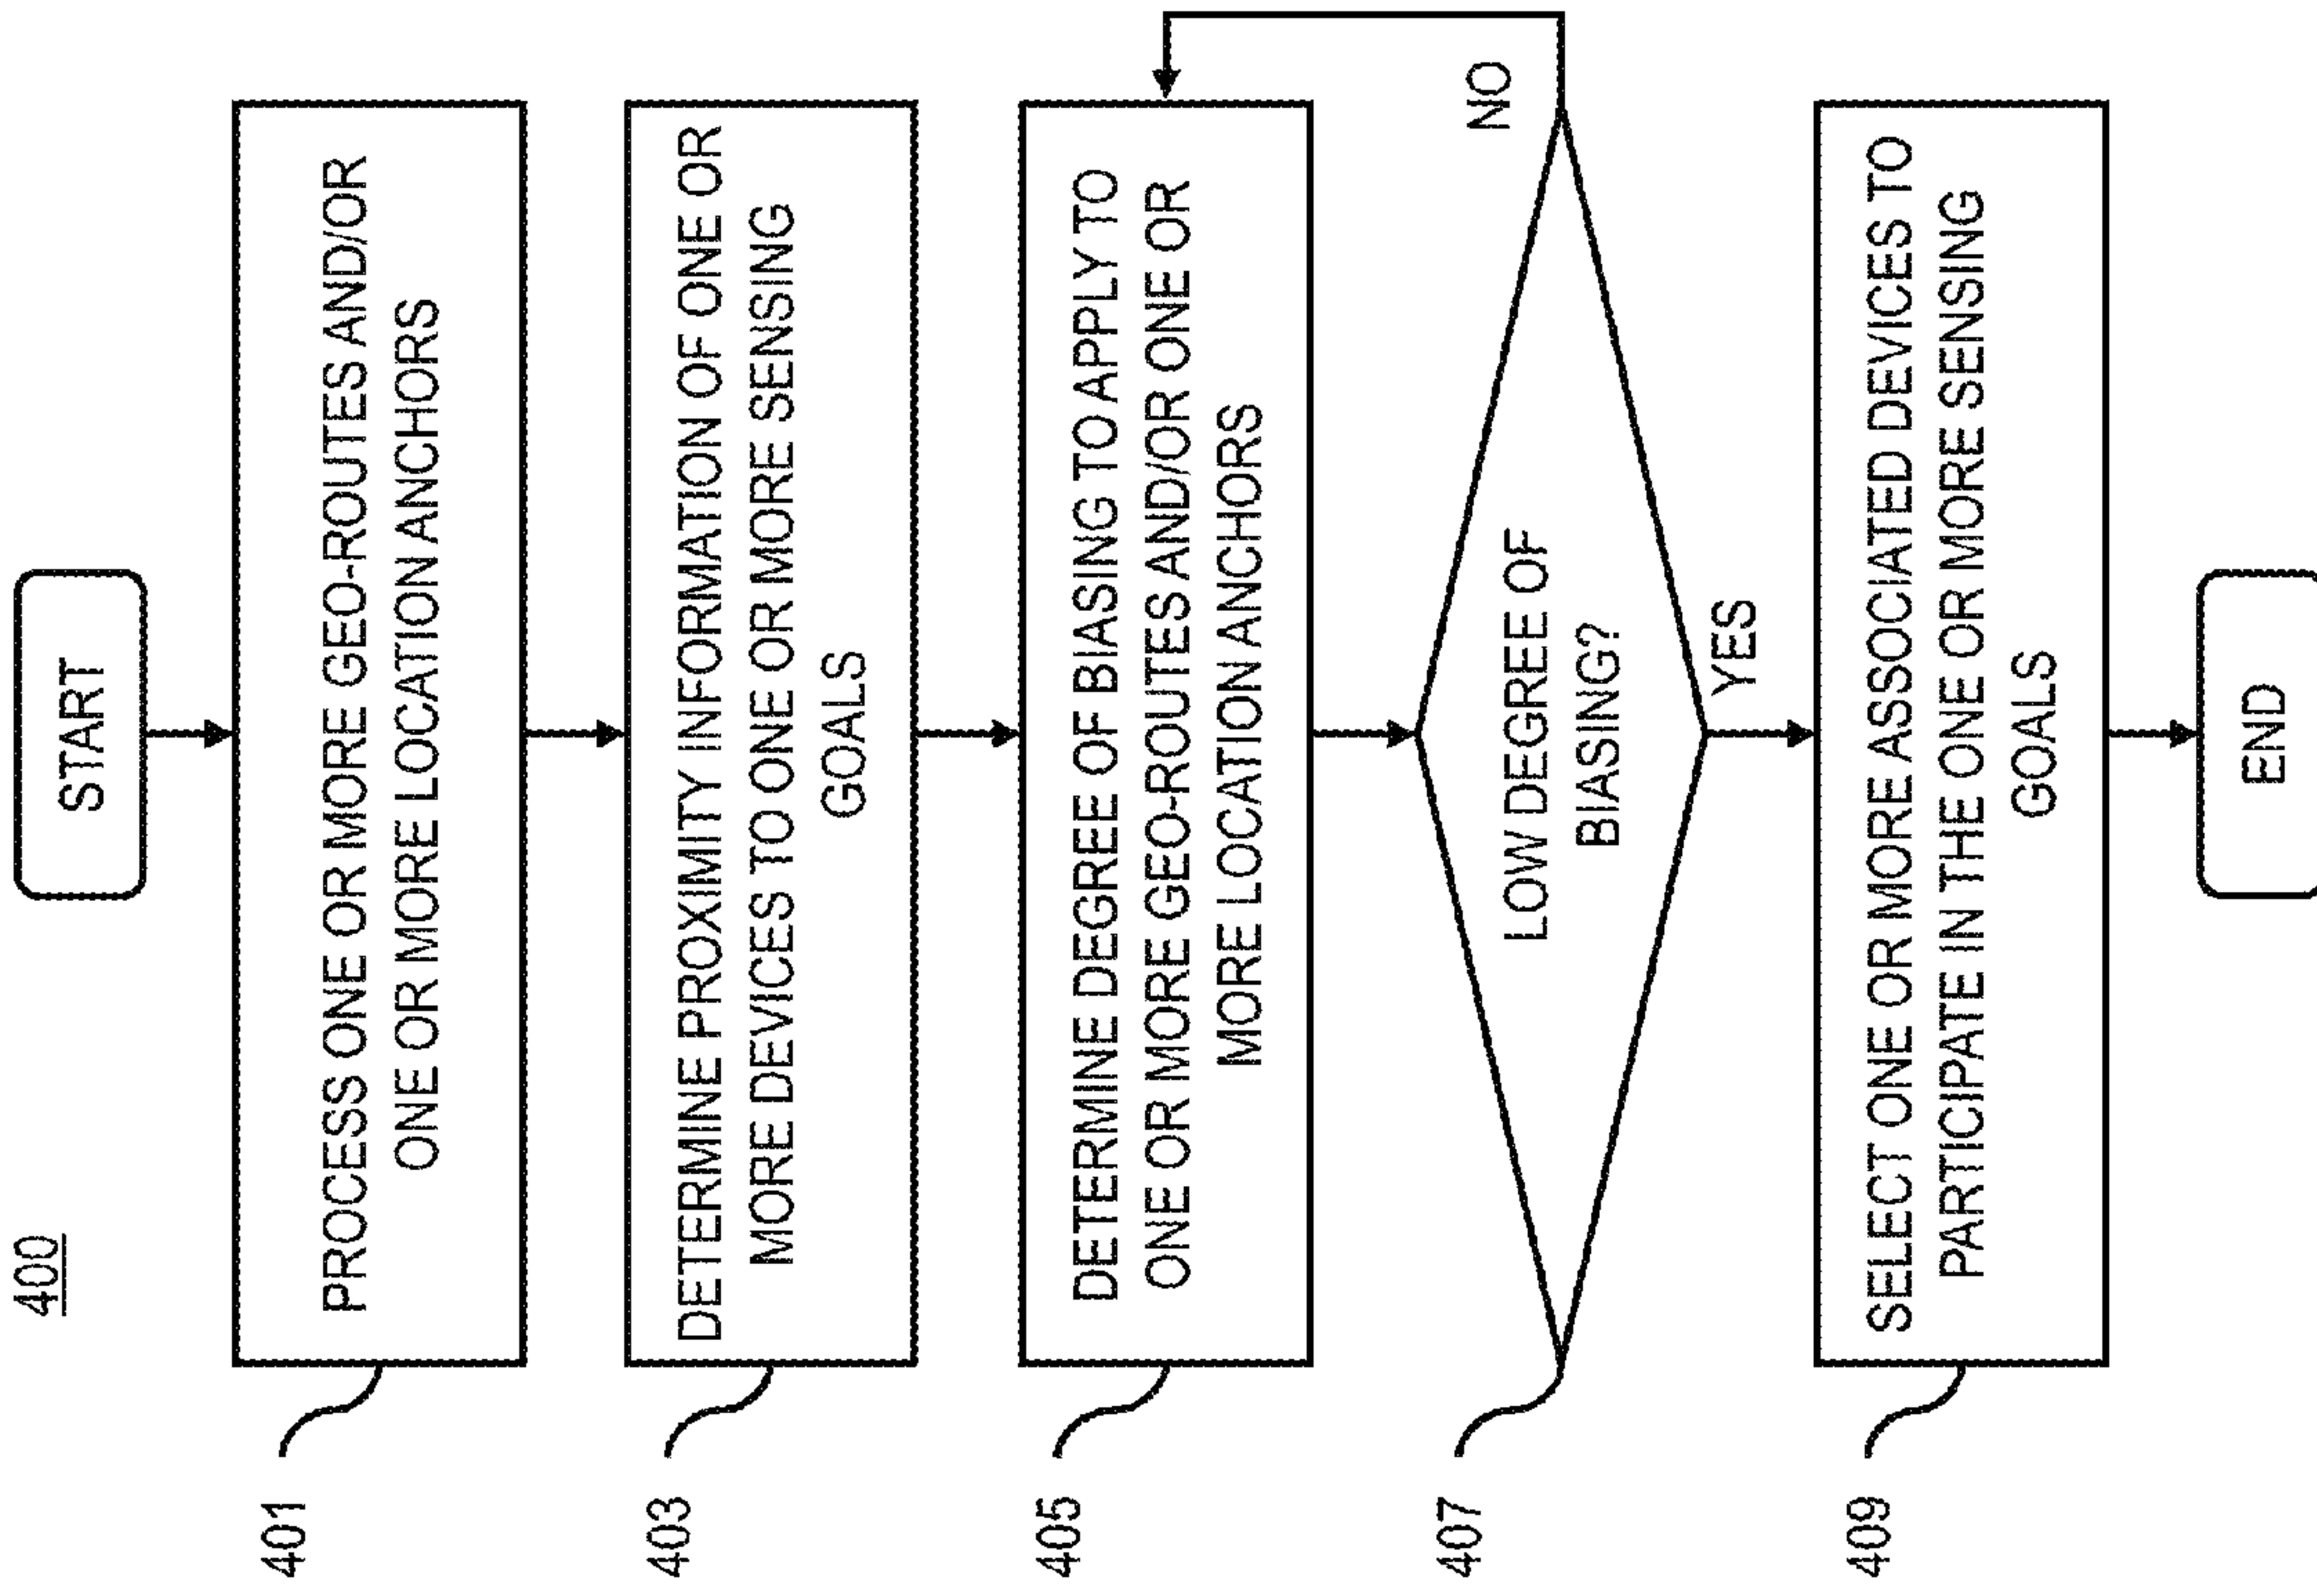 400
START
401
PROCESS ONE OR MORE GEO-ROUTES AND/OR
ONE OR MORE LOCATION ANCHORS
403
DETERMINE PROXIMITY INFORMATION OF ONE OR
MORE DEVICES TO ONE OR MORE SENSING
GOALS
405
DETERMINE DEGREE OF BIASING TO APPLY TO
ONE OR MORE GEO-ROUTES AND/OR ONE OR
MORE LOCATION ANCHORS
407
LOW DEGREE OF
BIASING?
NO
YES
409
SELECT ONE OR MORE ASSOCIATED DEVICES TO
PARTICIPATE IN THE ONE OR MORE SENSING
GOALS
END